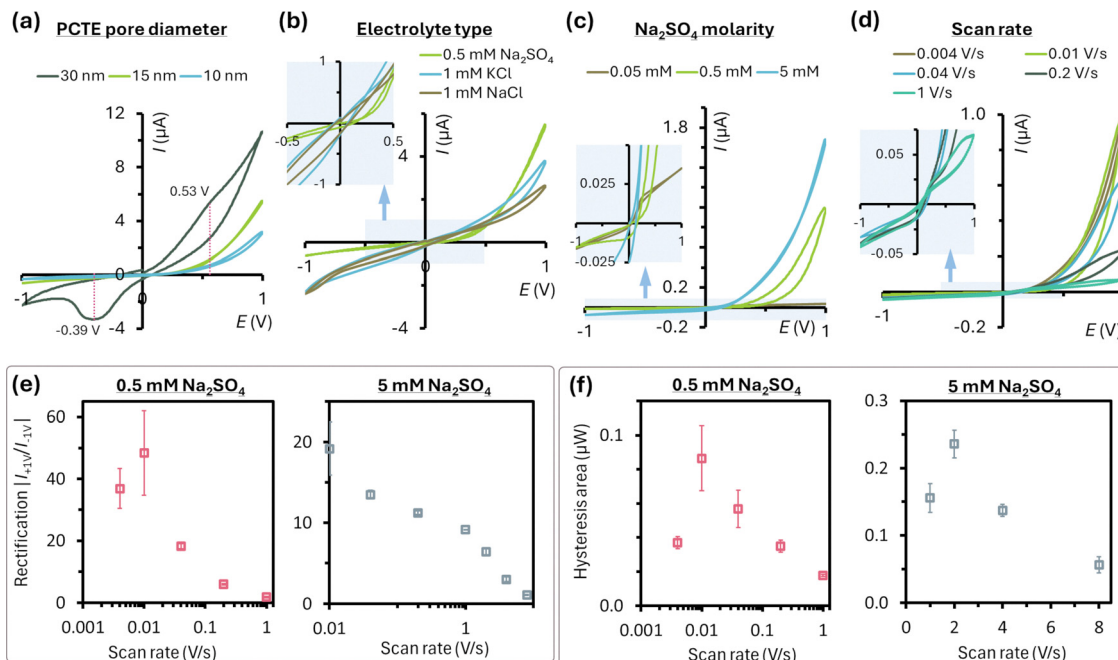 (a) PCTE pore diameter
30 nm 15 nm 10 nm
12
I (µA)
8
0.53 V
4
0
-1 0 1
-0.39 V
-4
E (V)
(b) Electrolyte type
0.5 mM Na₂SO₄
1 mM KCl
1 mM NaCl
1
-0.5 0.5
-1
I (µA)
4
-1 0 1
-4
E (V)
(c) Na₂SO₄ molarity
0.05 mM 0.5 mM 5 mM
I (µA)
1.8
0.025
-1 1
-0.025
0.2
-1 1
-0.2
E (V)
(d) Scan rate
0.004 V/s 0.01 V/s
0.04 V/s 0.2 V/s
1 V/s
1.0
I (µA)
0.05
-1 1
-0.05
-1 1
-0.2
E (V)
(e) 0.5 mM Na₂SO₄
Rectification |I+1V/I-1V|
60
40
20
0
0.001 0.01 0.1 1
Scan rate (V/s)
5 mM Na₂SO₄
20
10
0
0.01 0.1 1
Scan rate (V/s)
(f) 0.5 mM Na₂SO₄
Hysteresis area (µW)
0.1
0.0
0.001 0.01 0.1 1
Scan rate (V/s)
5 mM Na₂SO₄
0.3
0.2
0.1
0.0
0 2 4 6 8
Scan rate (V/s)